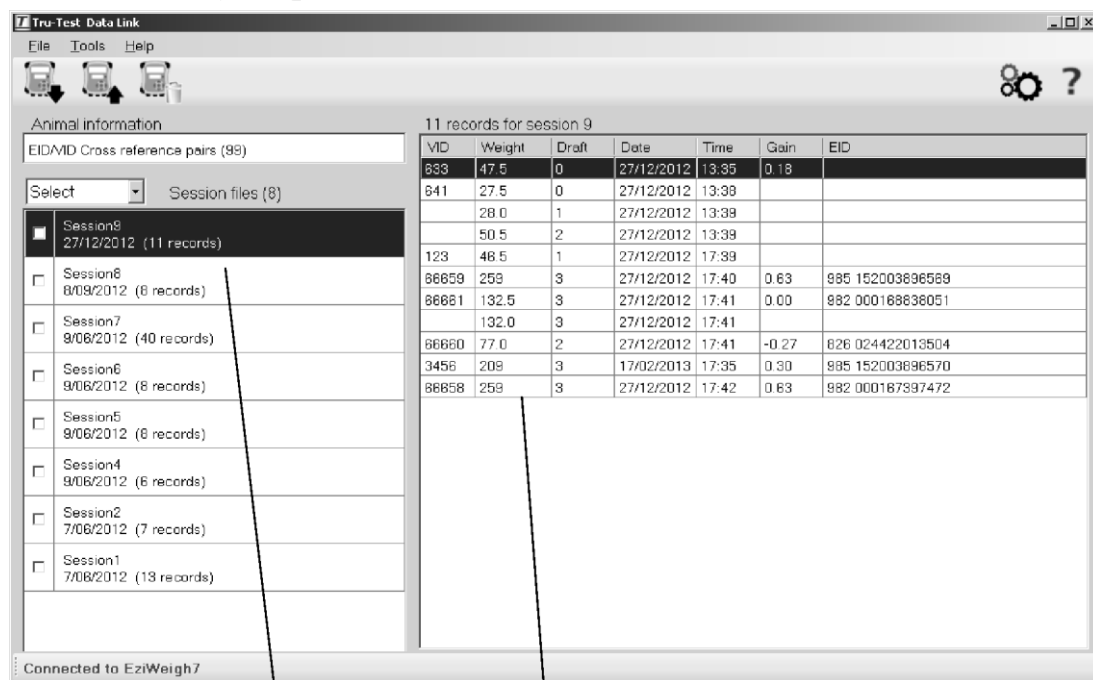 Tru-Test Data Link
File Tools Help
?
Animal information
EID/VID Cross reference pairs (99)
Select Session files (8)
Session9
27/12/2012 (11 records)
Session8
8/09/2012 (8 records)
Session7
9/06/2012 (40 records)
Session6
9/06/2012 (8 records)
Session5
9/06/2012 (8 records)
Session4
9/06/2012 (6 records)
Session2
7/06/2012 (7 records)
Session1
7/06/2012 (13 records)
11 records for session 9
VID Weight Draft Date Time Gain EID
633 47.5 0 27/12/2012 13:35 0.18
641 27.5 0 27/12/2012 13:38
28.0 1 27/12/2012 13:39
50.5 2 27/12/2012 13:39
123 46.5 1 27/12/2012 17:39
66659 259 3 27/12/2012 17:40 0.63 985 152003896569
66661 132.5 3 27/12/2012 17:41 0.00 982 000168838051
132.0 3 27/12/2012 17:41
66660 77.0 2 27/12/2012 17:41 -0.27 826 024422013504
3456 209 3 17/02/2013 17:35 0.30 985 152003896570
66658 259 3 27/12/2012 17:42 0.63 982 000167397472
Connected to EziWeigh7